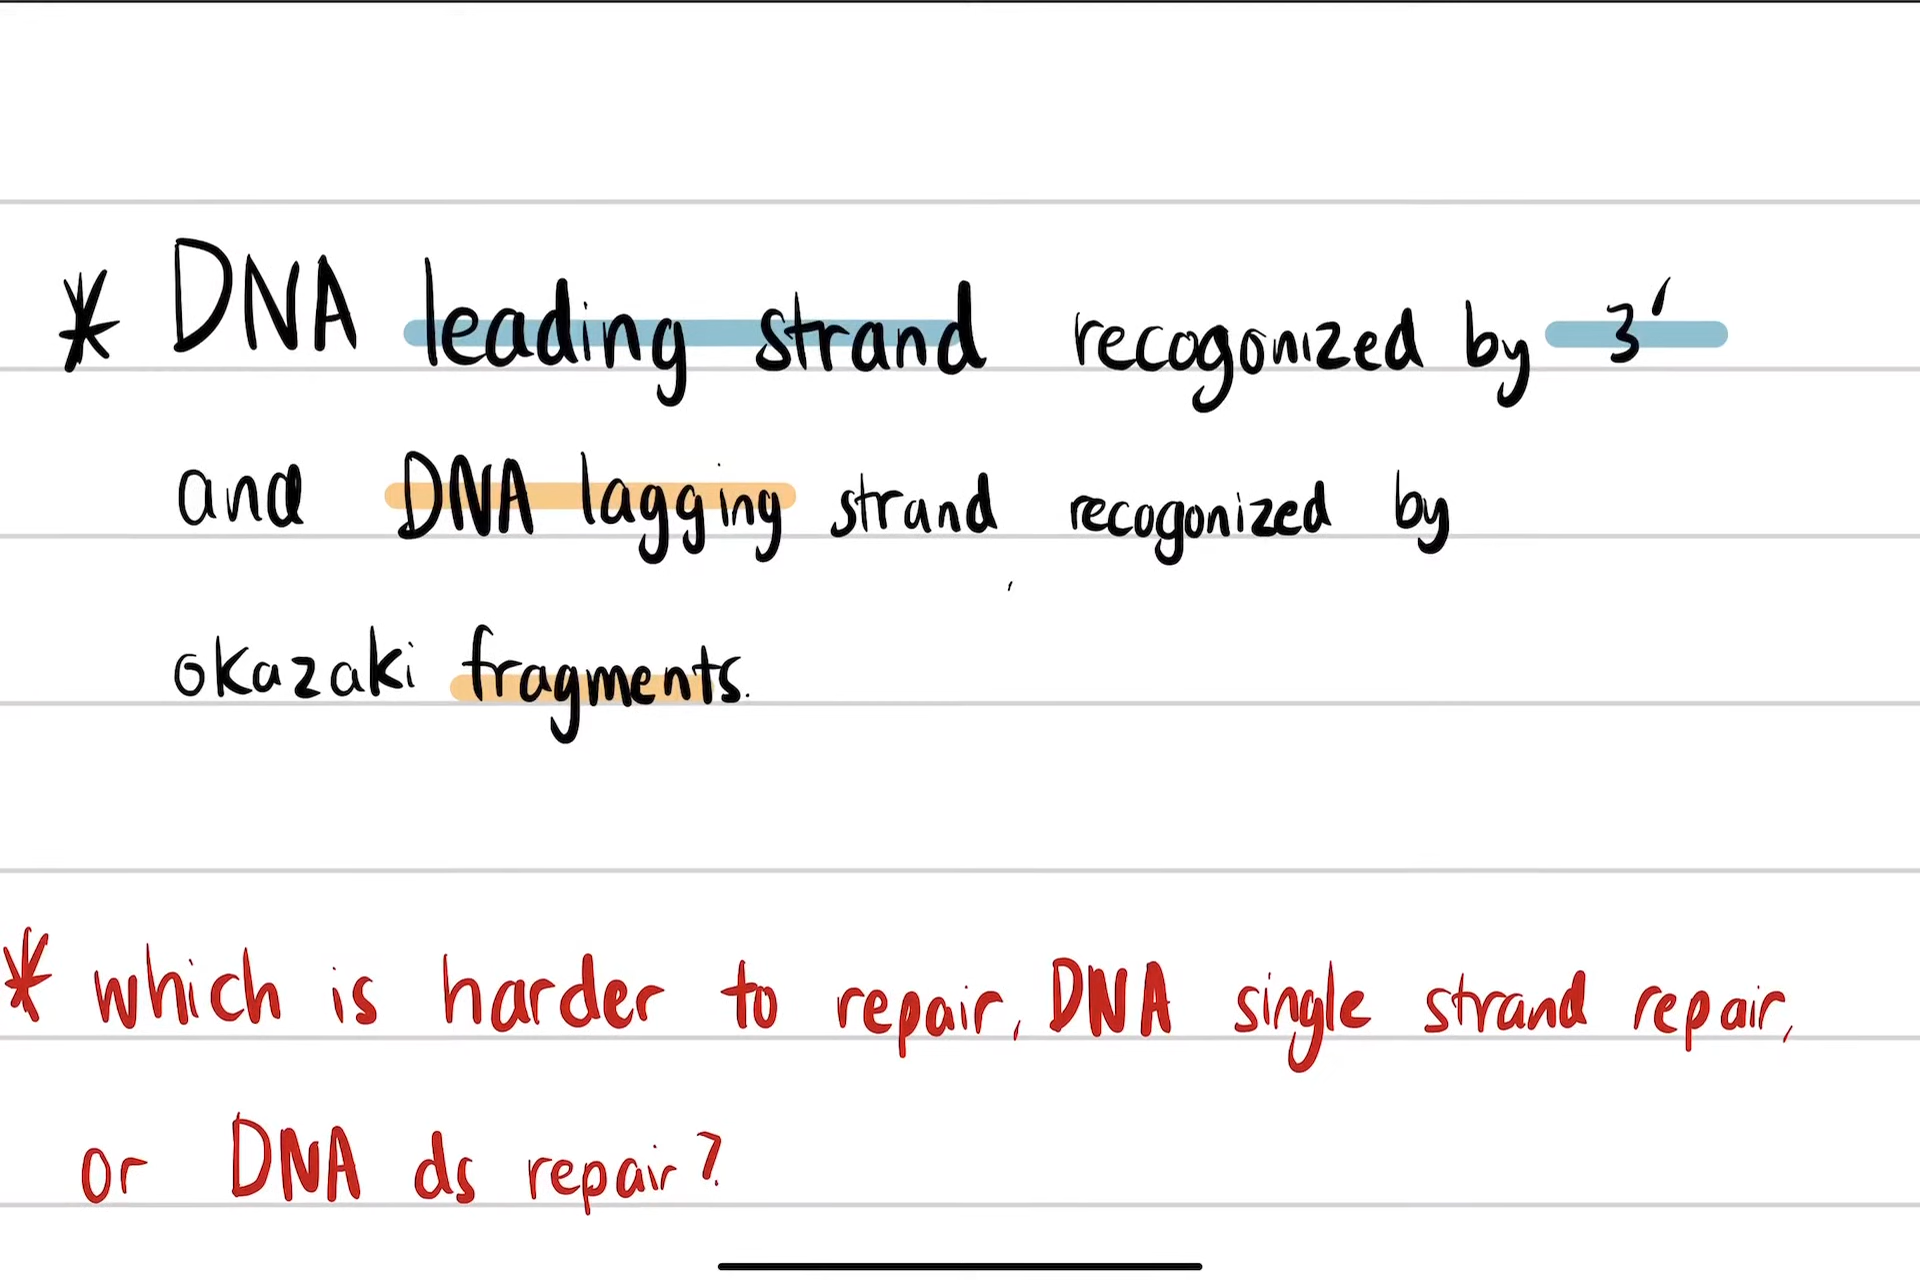 * DNA leading strand recogonized by 3'
and DNA lagging strand recogonized by
okazaki fragments.
* which is harder to repair, DNA single strand repair,
or DNA ds repair?